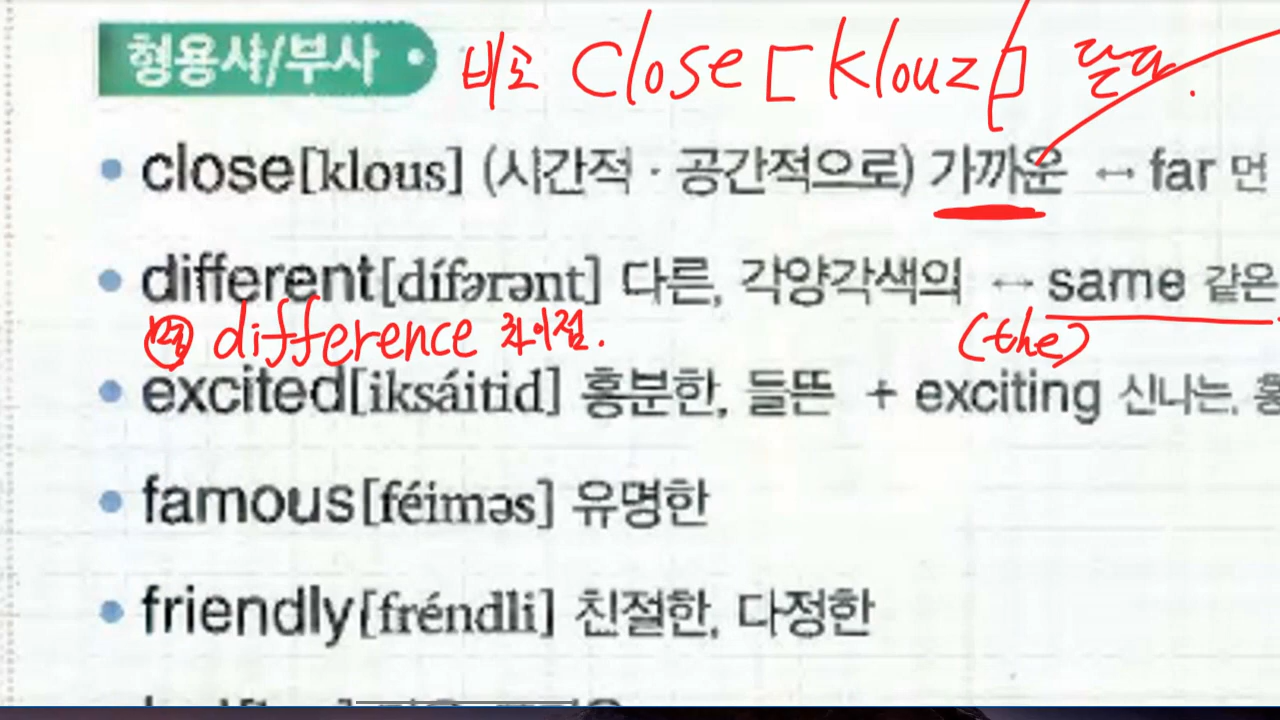 형용사/부사 비교 close [klouz] 닫다.
close[klous] (시간적 · 공간적으로) 가까운 ↔ far 먼
different[dífərənt] 다른, 각양각색의 ↔ same 같은
명 difference 차이점. (the)
excited[iksáitid] 흥분한, 들뜬 + exciting 신나는,
famous[féiməs] 유명한
friendly[fréndli] 친절한, 다정한